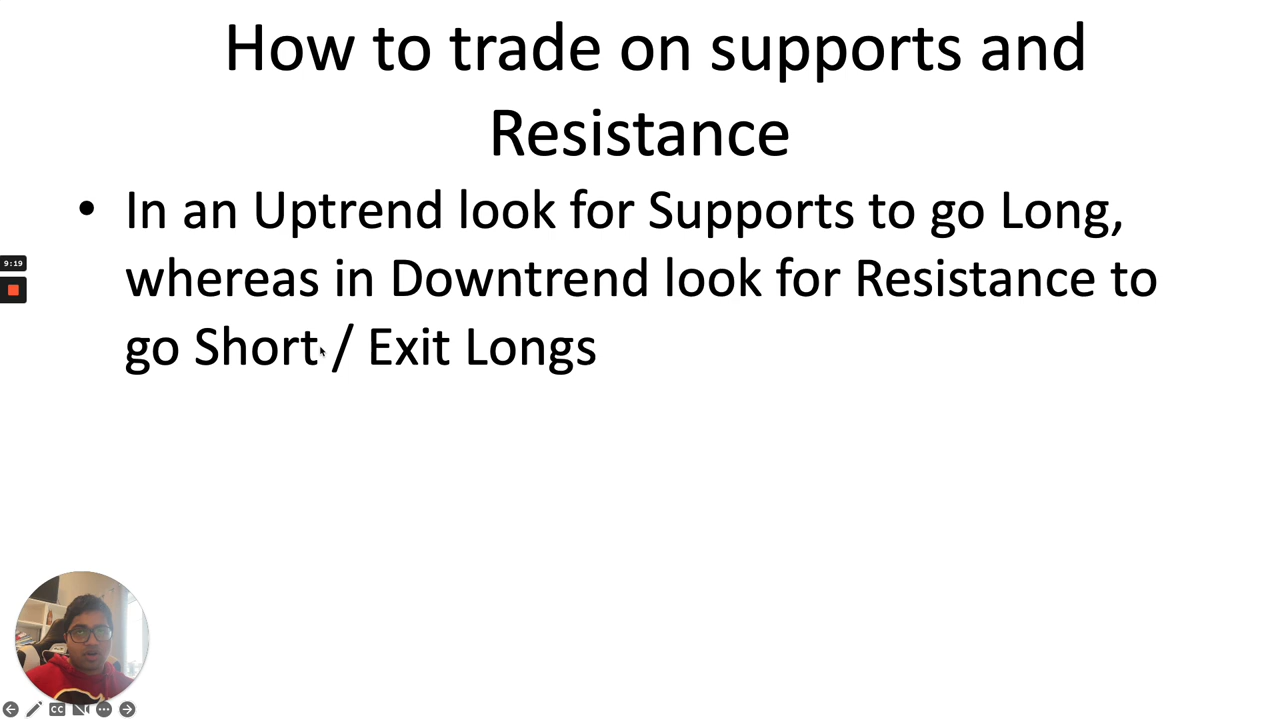 How to trade on supports and
Resistance
• In an Uptrend look for Supports to go Long,
whereas in Downtrend look for Resistance to
go Short / Exit Longs
9:19
CC